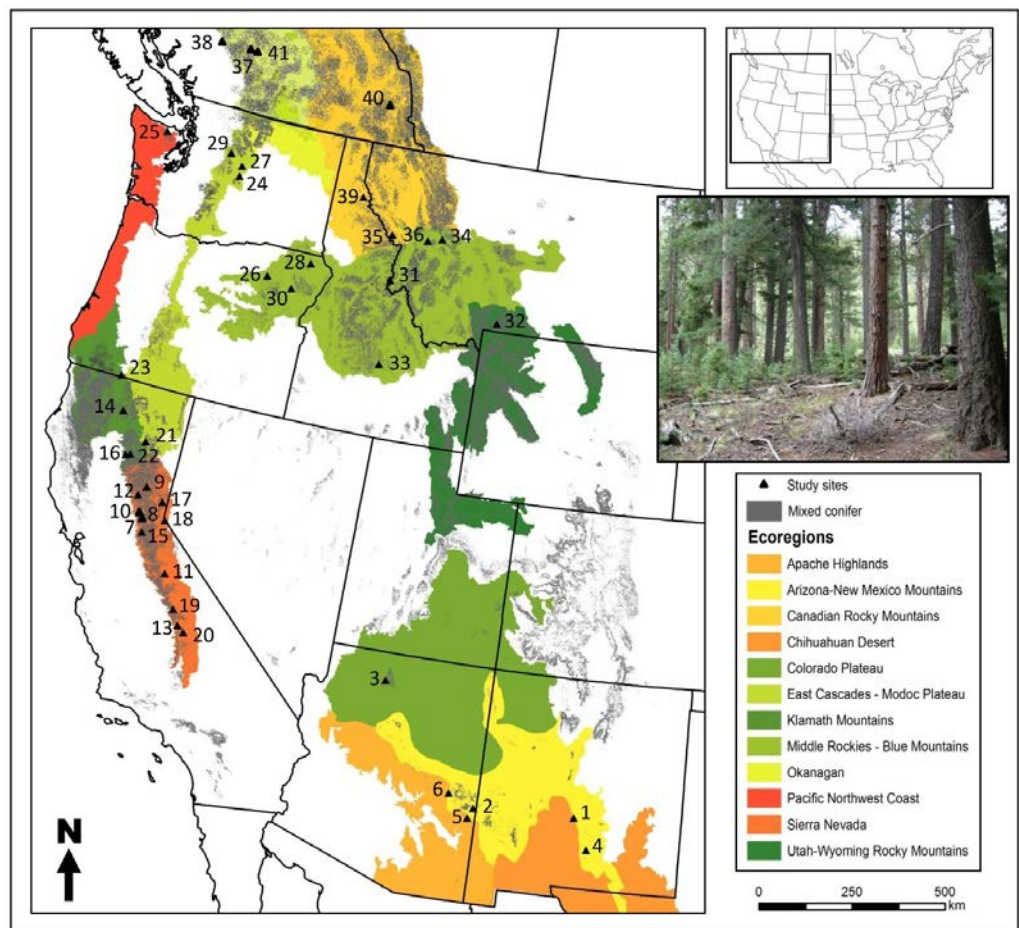 38
37
41
40
25
29
27
24
39
35
36
34
28
26
30
31
32
33
23
14
21
16
22
12
9
10
8
17
7
18
15
11
19
13
20
3
6
2
5
1
4
N
Study sites
Mixed conifer
Ecoregions
Apache Highlands
Arizona-New Mexico Mountains
Canadian Rocky Mountains
Chihuahuan Desert
Colorado Plateau
East Cascades - Modoc Plateau
Klamath Mountains
Middle Rockies - Blue Mountains
Okanagan
Pacific Northwest Coast
Sierra Nevada
Utah-Wyoming Rocky Mountains
0 250 500
km